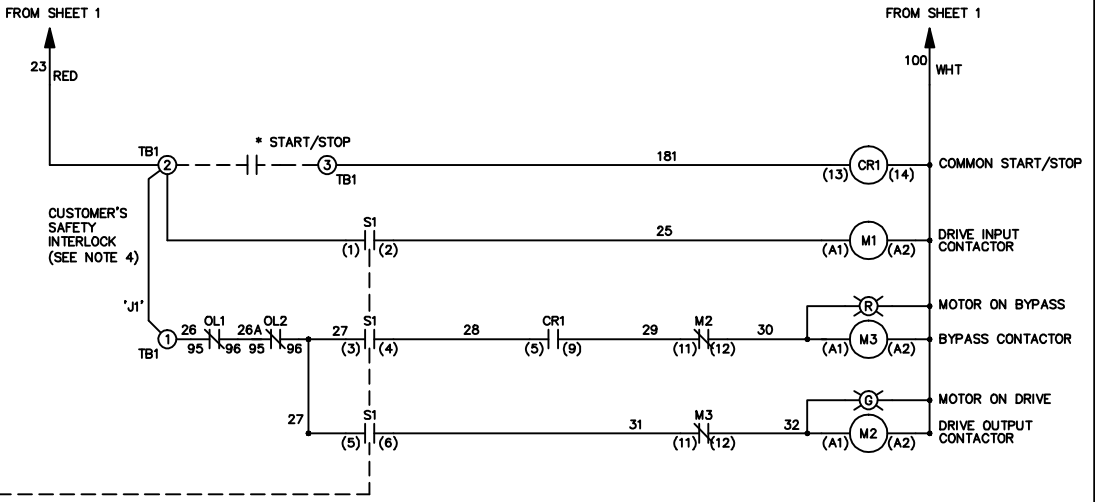 FROM SHEET 1
FROM SHEET 1
23
RED
100
WHT
* START/STOP
TB1
2
3
TB1
181
CR1
(13)
(14)
COMMON START/STOP
CUSTOMER'S
SAFETY
INTERLOCK
(SEE NOTE 4)
S1
(1)
(2)
25
M1
(A1)
(A2)
DRIVE INPUT
CONTACTOR
'J1'
R
MOTOR ON BYPASS
1
TB1
26
OL1
95
96
26A
OL2
95
96
27
S1
(3)
(4)
28
CR1
(5)
(9)
29
M2
(11)
(12)
30
M3
(A1)
(A2)
BYPASS CONTACTOR
G
MOTOR ON DRIVE
27
S1
(5)
(6)
31
M3
(11)
(12)
32
M2
(A1)
(A2)
DRIVE OUTPUT
CONTACTOR